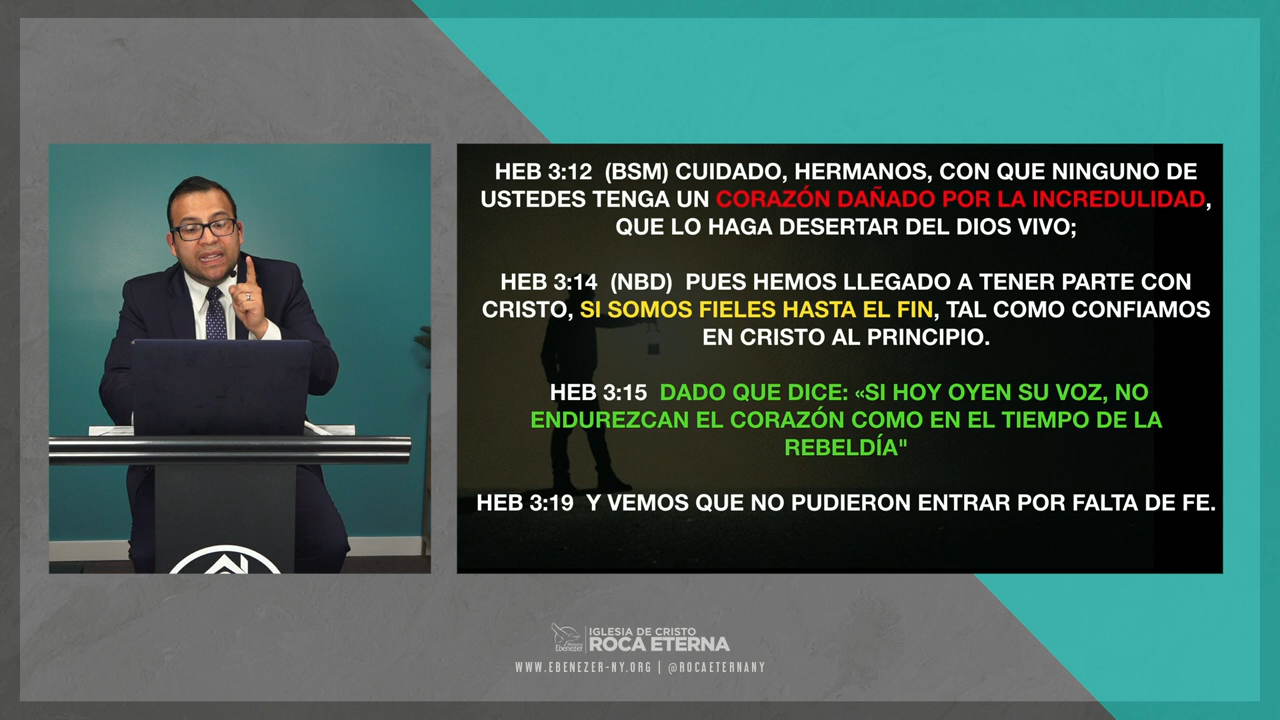 HEB 3:12 (BSM) CUIDADO, HERMANOS, CON QUE NINGUNO DE
USTEDES TENGA UN CORAZÓN DAÑADO POR LA INCREDULIDAD,
QUE LO HAGA DESERTAR DEL DIOS VIVO;
HEB 3:14 (NBD) PUES HEMOS LLEGADO A TENER PARTE CON
CRISTO, SI SOMOS FIELES HASTA EL FIN, TAL COMO CONFIAMOS
EN CRISTO AL PRINCIPIO.
HEB 3:15 DADO QUE DICE: «SI HOY OYEN SU VOZ, NO
ENDUREZCAN EL CORAZÓN COMO EN EL TIEMPO DE LA
REBELDÍA"
HEB 3:19 Y VEMOS QUE NO PUDIERON ENTRAR POR FALTA DE FE.
Ebenezer
IGLESIA DE CRISTO
ROCA ETERNA
WWW.EBENEZER-NY.ORG | @ROCAETERNANY